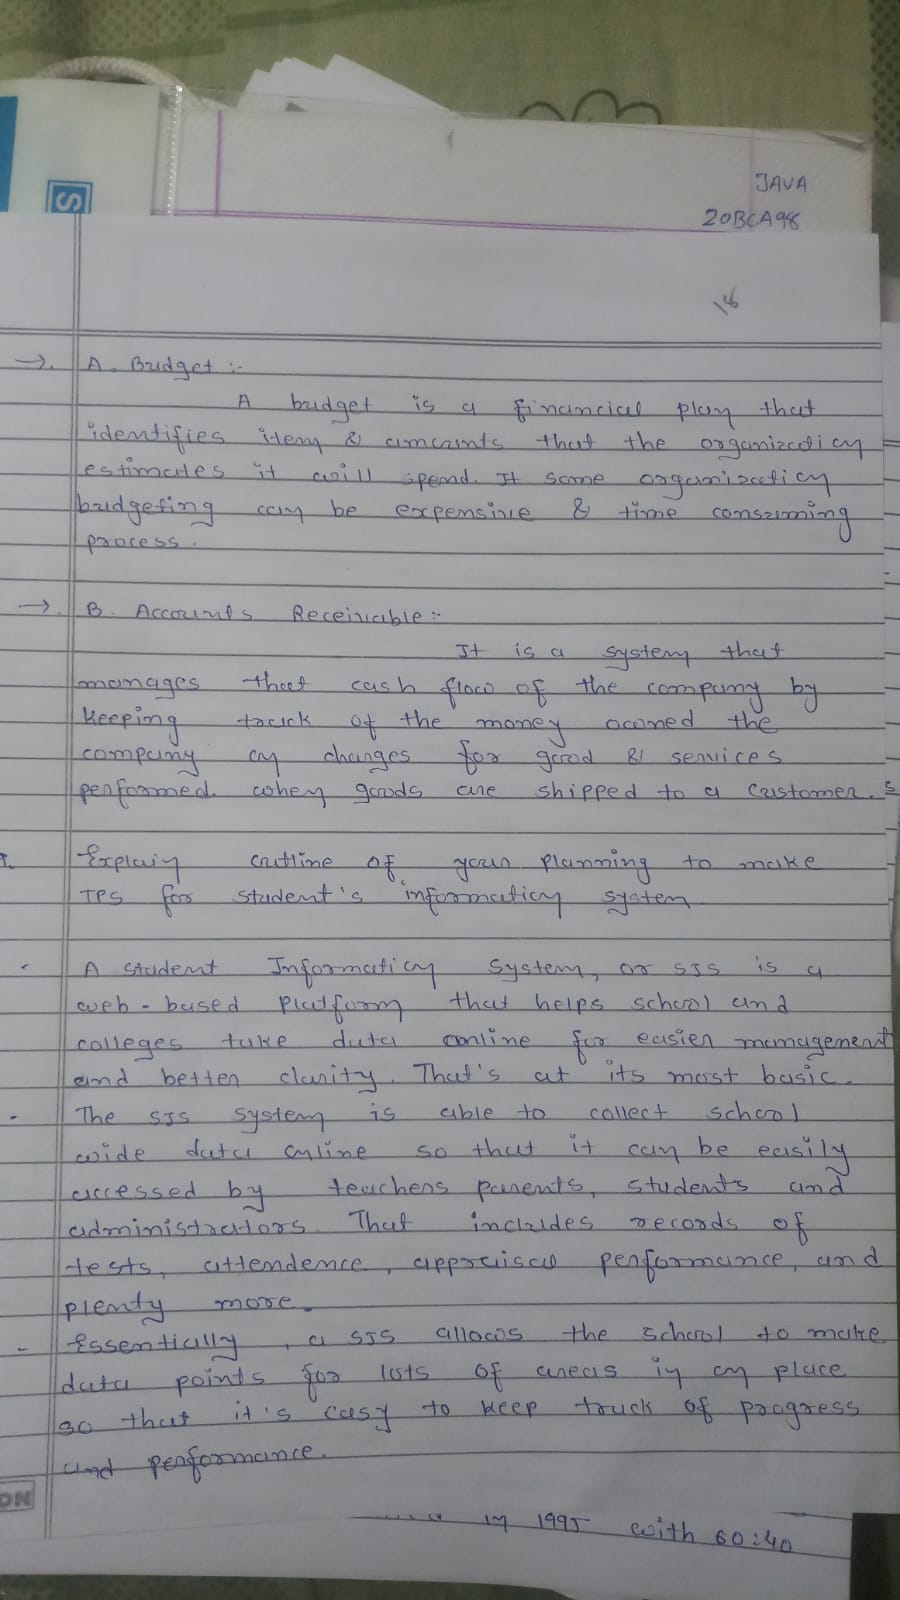 JAVA
20BCA98
18
→. A. Budget :-
A budget is a financial plan that
identifies item & amcaints that the organization
estimates it will spend. It some organization
budgeting can be expensive & time consuming
process.
→. B. Accounts Receivable :-
It is a system that
manages that cash flow of the company by
keeping track of the money owned the
company on changes for good & services
performed. when goods are shipped to a customer.
Explain outline of your planning to make
TPS for student's information system
- A student Information system, or SIS is a
web-based platform that helps school and
colleges take data online for easier management
and better clarity. That's at its most basic.
- The SIS system is able to collect school
wide data online so that it can be easily
accessed by teachers parents, students and
administrators. That includes records of
tests, attendence, appraisal performance, and
plenty more.
- Essentially, a SIS allows the school to make
data points for lots of areas in on place
so that it's easy to keep track of progress
and performance.
in 1995 with 60:40